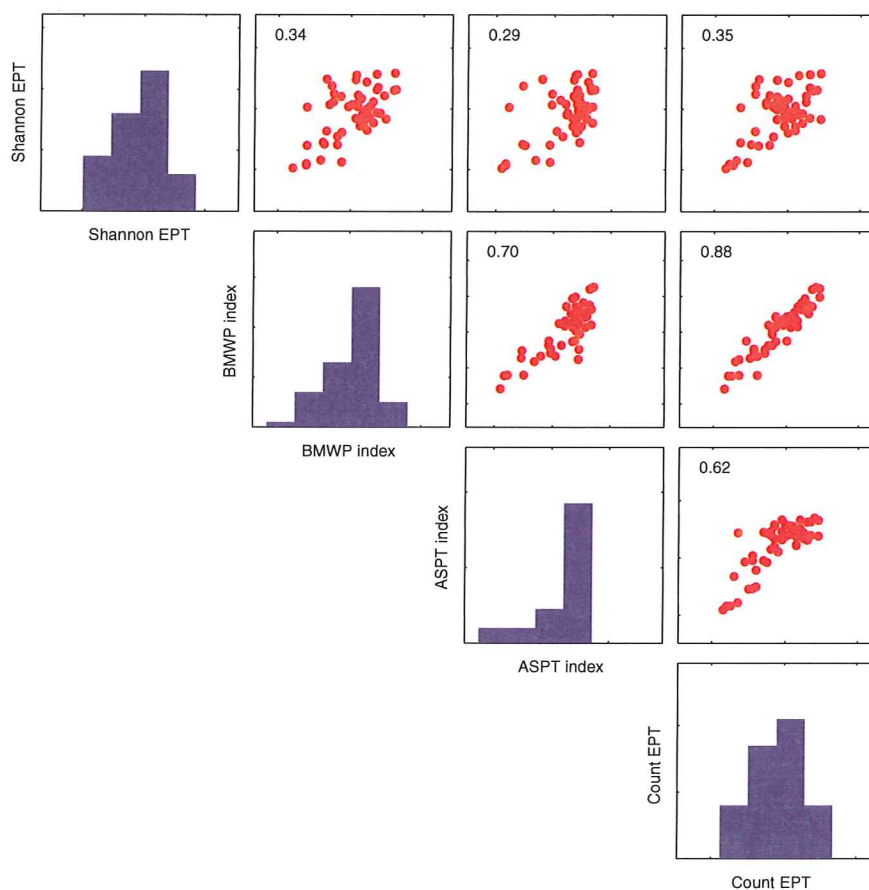 0.34
0.29
0.35
Shannon EPT
Shannon EPT
0.70
0.88
BMWP index
BMWP index
0.62
ASPT index
ASPT index
Count EPT
Count EPT